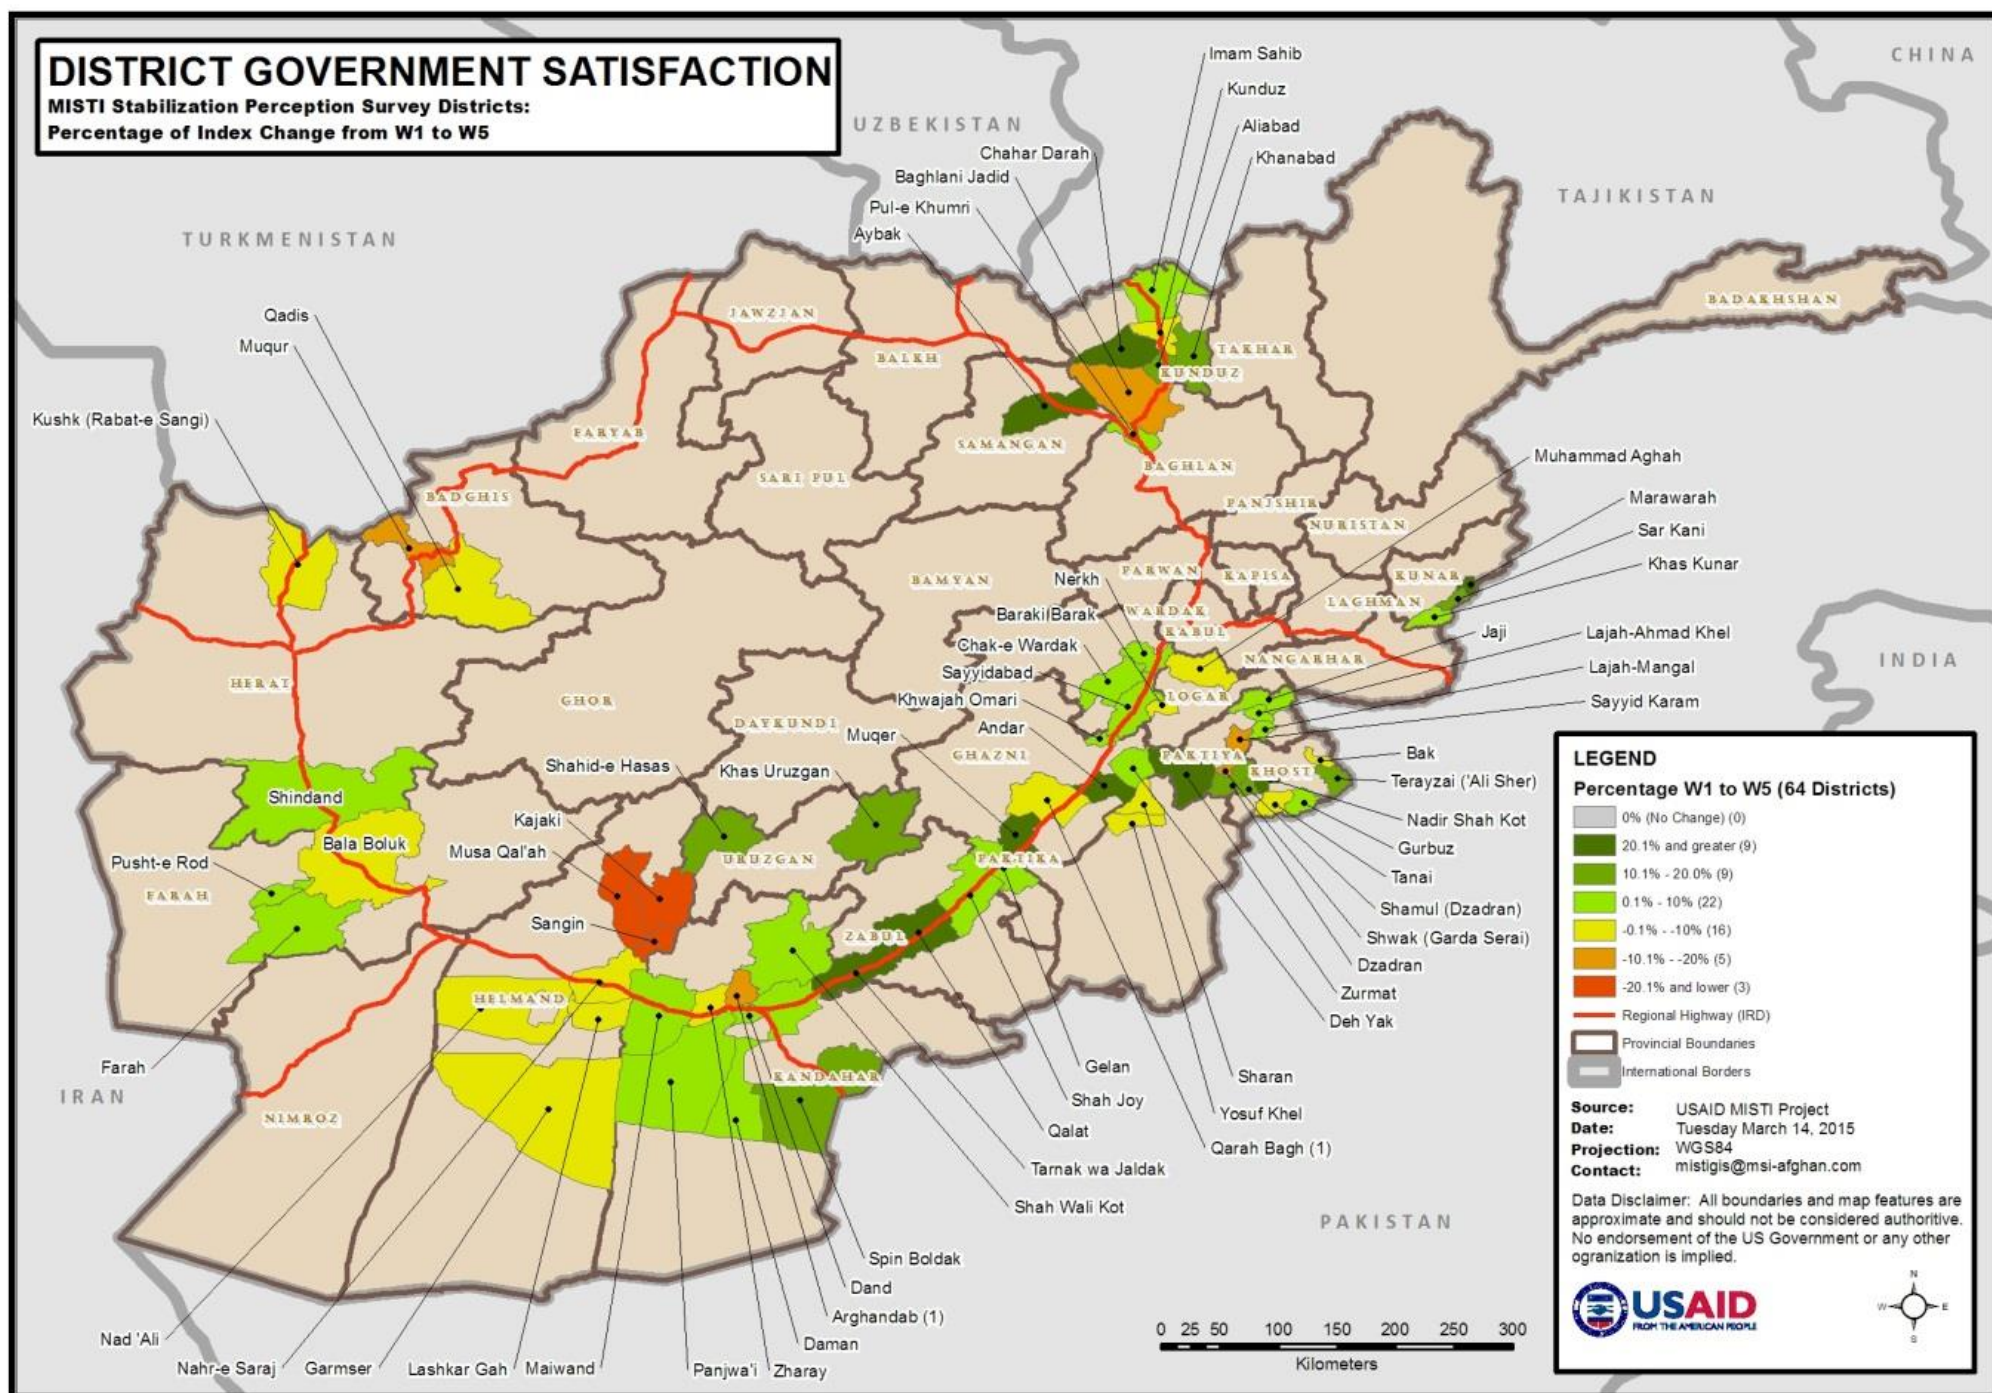 DISTRICT GOVERNMENT SATISFACTION
MISTI Stabilization Perception Survey Districts:
Percentage of Index Change from W1 to W5
CHINA
UZBEKISTAN
TAJIKISTAN
TURKMENISTAN
INDIA
IRAN
PAKISTAN
Imam Sahib
Kunduz
Aliabad
Khanabad
Chahar Darah
Baghlani Jadid
Pul-e Khumri
Aybak
Qadis
Muqur
Kushk (Rabat-e Sangi)
JAWZJAN
BALKH
TAKHAR
KUNDUZ
BADAKHSHAN
FARYAB
SAMANGAN
SARI PUL
BAGHLAN
BADGHIS
PANJSHIR
NURISTAN
Muhammad Aghah
Marawarah
Sar Kani
Khas Kunar
BAMYAN
PARWAN
KAPISA
KUNAR
LAGHMAN
WARDAK
KABUL
NANGARHAR
LOGAR
Nerkh
Baraki Barak
Chak-e Wardak
Sayyidabad
Khwajah Omari
Andar
Muqer
Jaji
Lajah-Ahmad Khel
Lajah-Mangal
Sayyid Karam
HERAT
GHOR
DAYKUNDI
GHAZNI
PAKTIYA
KHOST
Bak
Terayzai ('Ali Sher)
Nadir Shah Kot
Gurbuz
Tanai
Shamul (Dzadran)
Shwak (Garda Serai)
Dzadran
Zurmat
Deh Yak
Shahid-e Hasas
Khas Uruzgan
Shindand
Bala Boluk
Kajaki
Musa Qal'ah
Pusht-e Rod
URUZGAN
PAKTIKA
FARAH
Sangin
ZABUL
HELMAND
Farah
KANDAHAR
NIMROZ
Gelan
Sharan
Shah Joy
Yosuf Khel
Qalat
Qarah Bagh (1)
Tarnak wa Jaldak
Shah Wali Kot
Spin Boldak
Dand
Arghandab (1)
Daman
Zharay
Panjwa'i
Maiwand
Lashkar Gah
Garmser
Nahr-e Saraj
Nad 'Ali
0 25 50 100 150 200 250 300
Kilometers
LEGEND
Percentage W1 to W5 (64 Districts)
0% (No Change) (0)
20.1% and greater (9)
10.1% - 20.0% (9)
0.1% - 10% (22)
-0.1% - -10% (16)
-10.1% - -20% (5)
-20.1% and lower (3)
Regional Highway (IRD)
Provincial Boundaries
International Borders
Source: USAID MISTI Project
Date: Tuesday March 14, 2015
Projection: WGS84
Contact: mistigis@msi-afghan.com
Data Disclaimer: All boundaries and map features are
approximate and should not be considered authoritive.
No endorsement of the US Government or any other
ogranization is implied.
USAID
FROM THE AMERICAN PEOPLE
N
W E
S